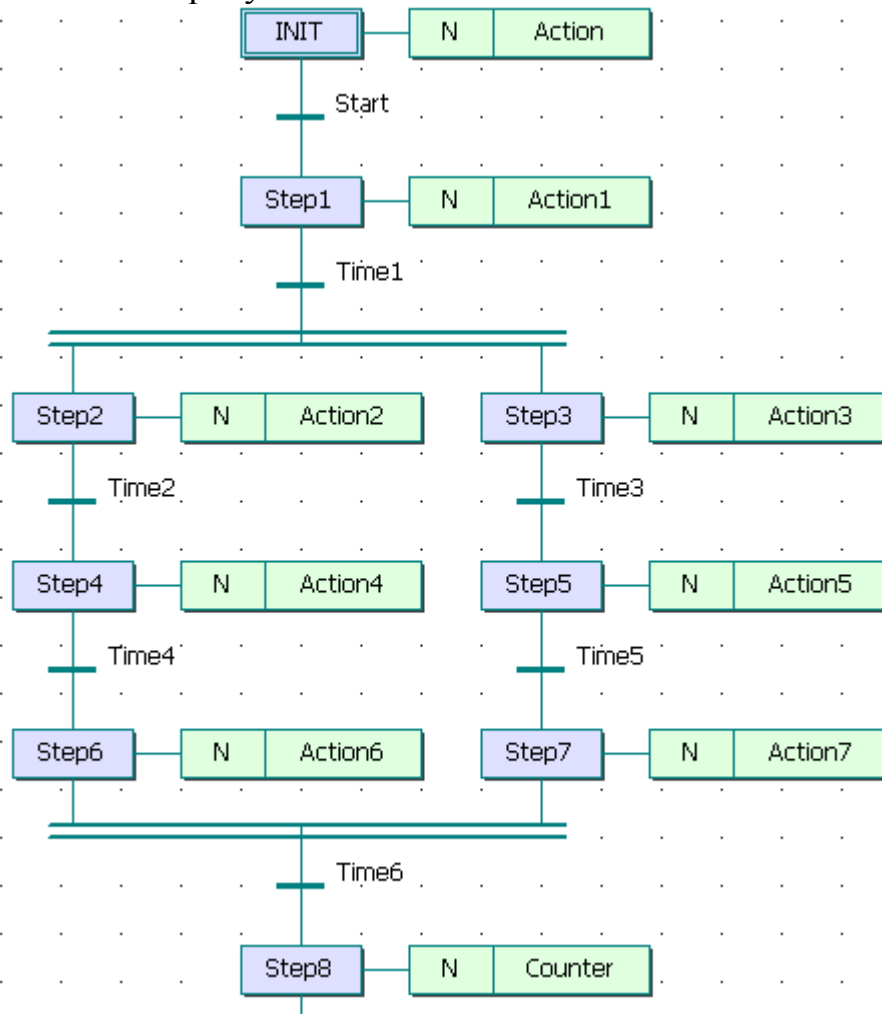 INIT N Action
Start
Step1 N Action1
Time1
Step2 N Action2 Step3 N Action3
Time2 Time3
Step4 N Action4 Step5 N Action5
Time4 Time5
Step6 N Action6 Step7 N Action7
Time6
Step8 N Counter